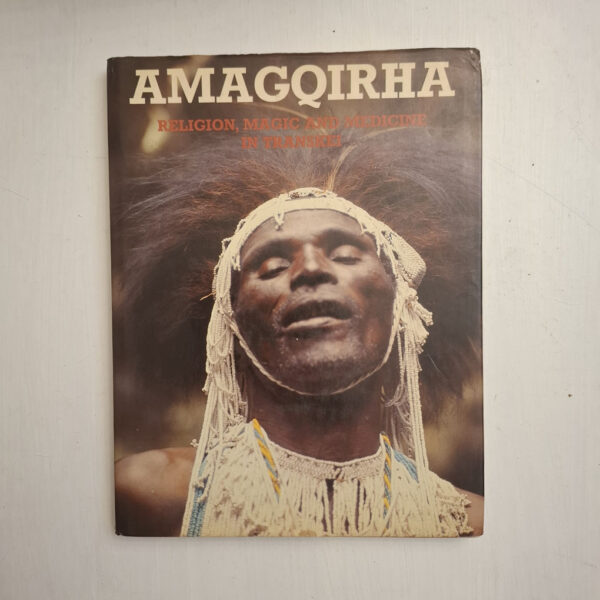 AMAGQIRHA
RELIGION, MAGIC AND MEDICINE
IN TRANSKEI